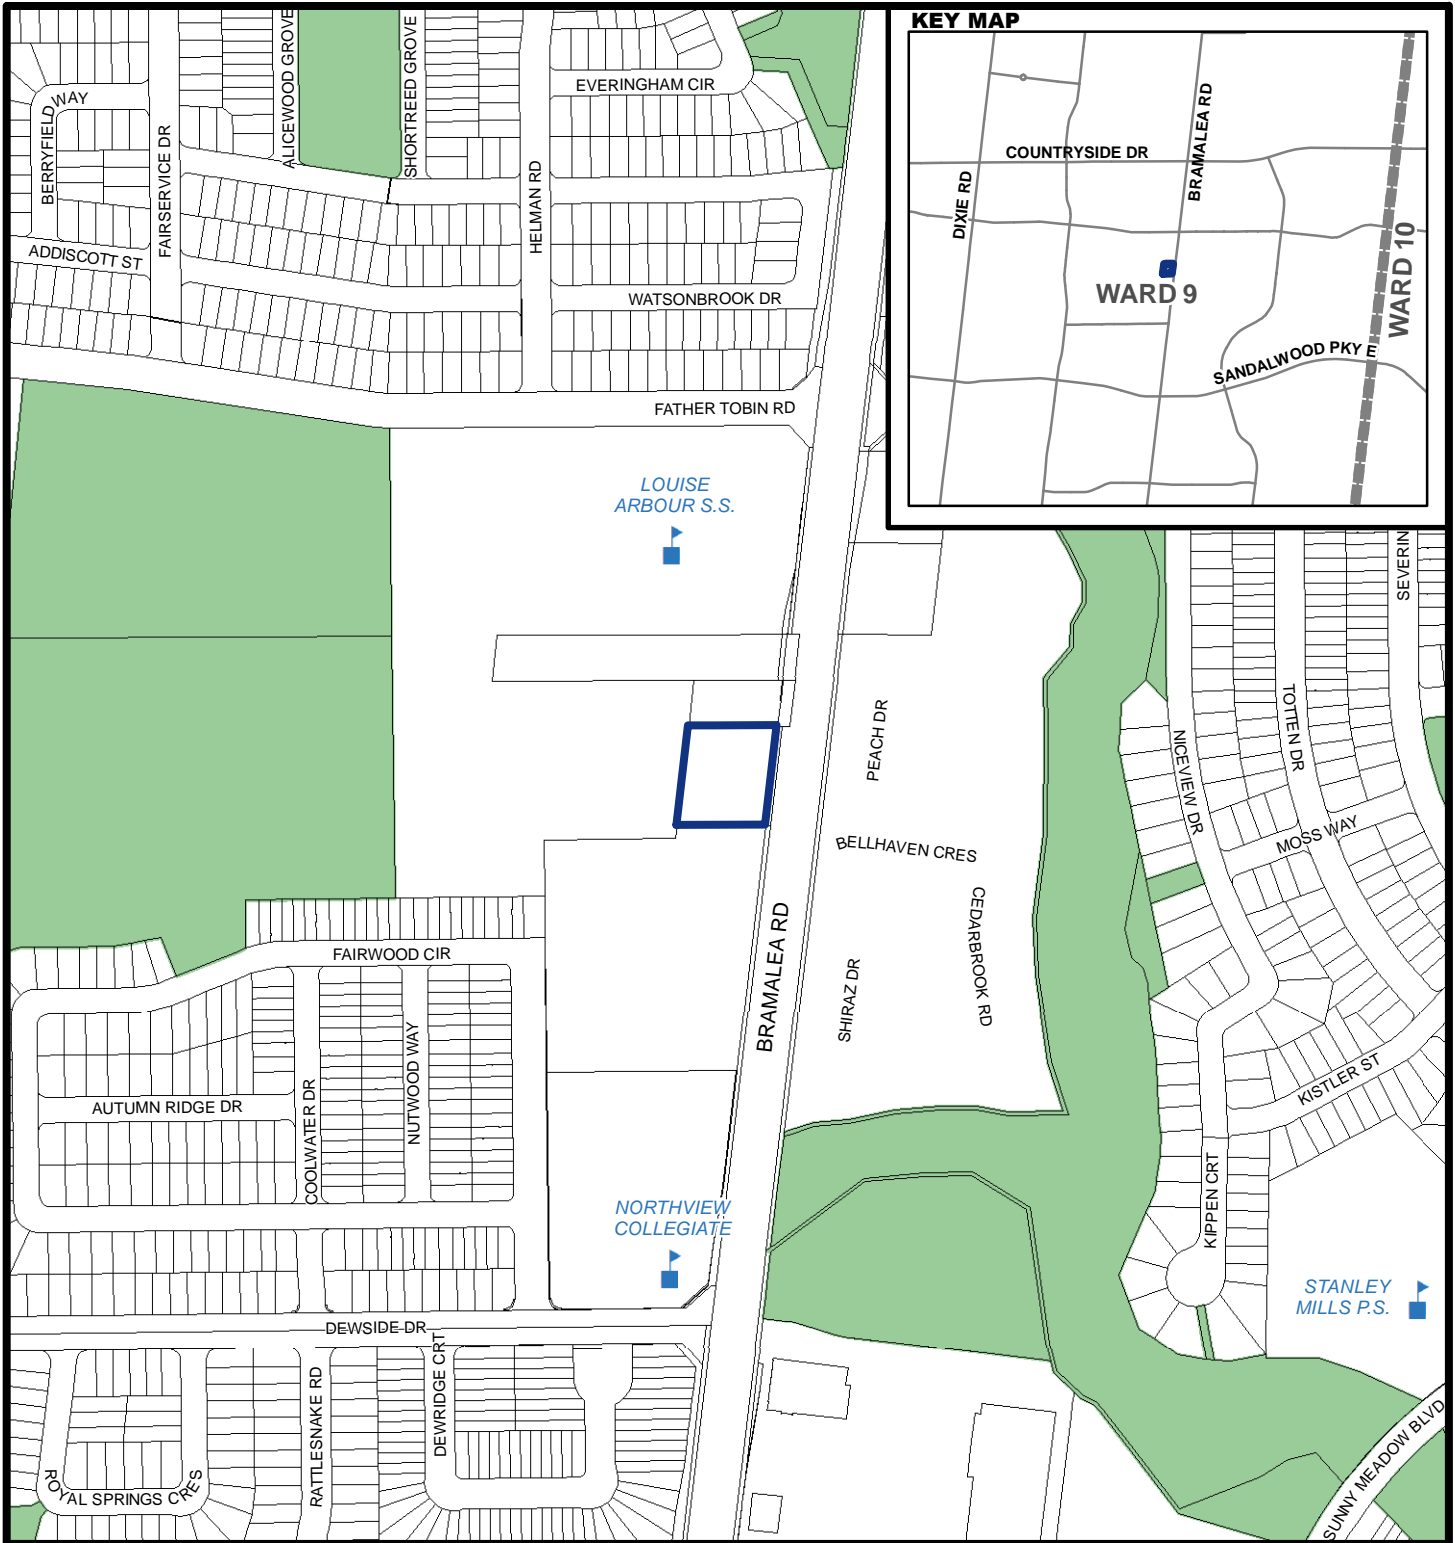 KEY MAP
COUNTRYSIDE DR
BRAMALEA RD
DIXIE RD
WARD 9
WARD 10
SANDALWOOD PKY E
ALICEWOOD GROVE
SHORTREED GROVE
EVERINGHAM CIR
BERRYFIELD WAY
FAIRSERVICE DR
HELMAN RD
ADDISCOTT ST
WATSONBROOK DR
FATHER TOBIN RD
LOUISE
ARBOUR S.S.
SEVERIN
PEACH DR
TOTTEN DR
NICEVIEW DR
MOSS WAY
BELLHAVEN CRES
CEDARBROOK RD
BRAMALEA RD
SHIRAZ DR
FAIRWOOD CIR
NUTWOOD WAY
COOLWATER DR
AUTUMN RIDGE DR
KISTLER ST
KIPPEN CRT
NORTHVIEW
COLLEGIATE
STANLEY
MILLS P.S.
DEWSIDE DR
DEWRIDGE CRT
RATTLESNAKE RD
ROYAL SPRINGS CRES
SUNNY MEADOW BLVD